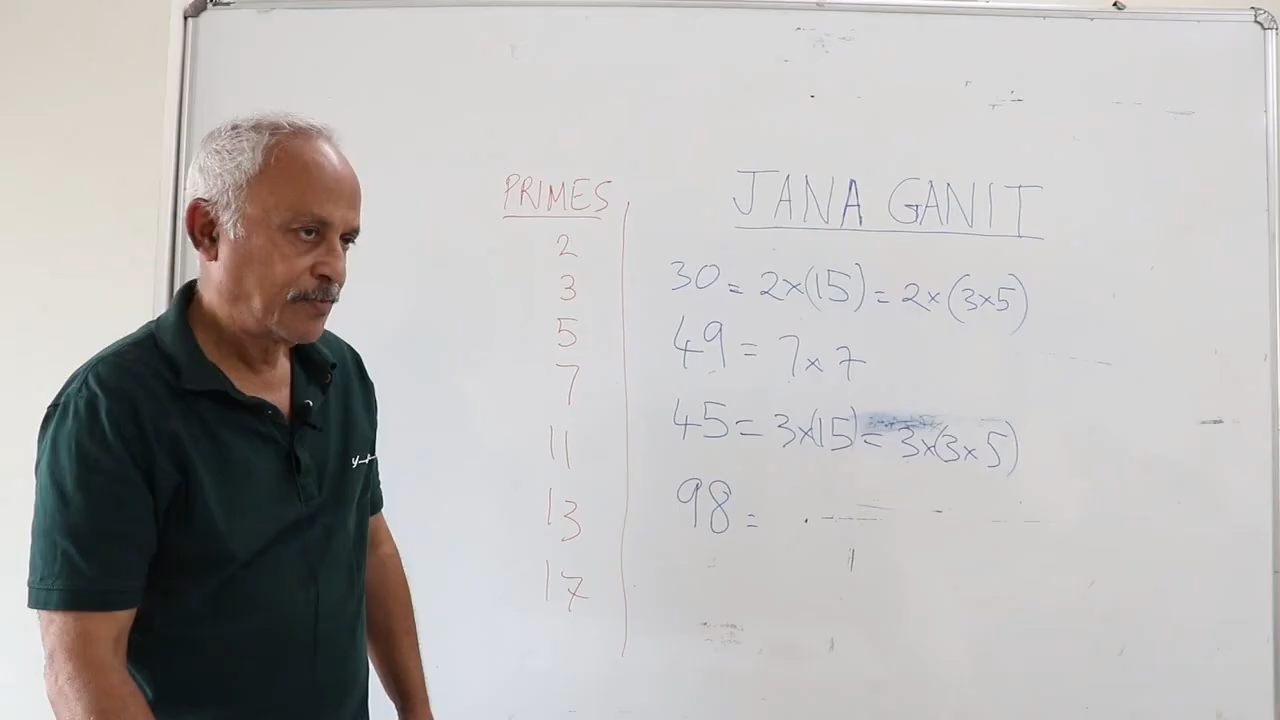 PRIMES
2
3
5
7
11
13
17
JANA GANIT
30 = 2×(15) = 2×(3×5)
49 = 7×7
45 = 3×(15) = 3×(3×5)
98 =